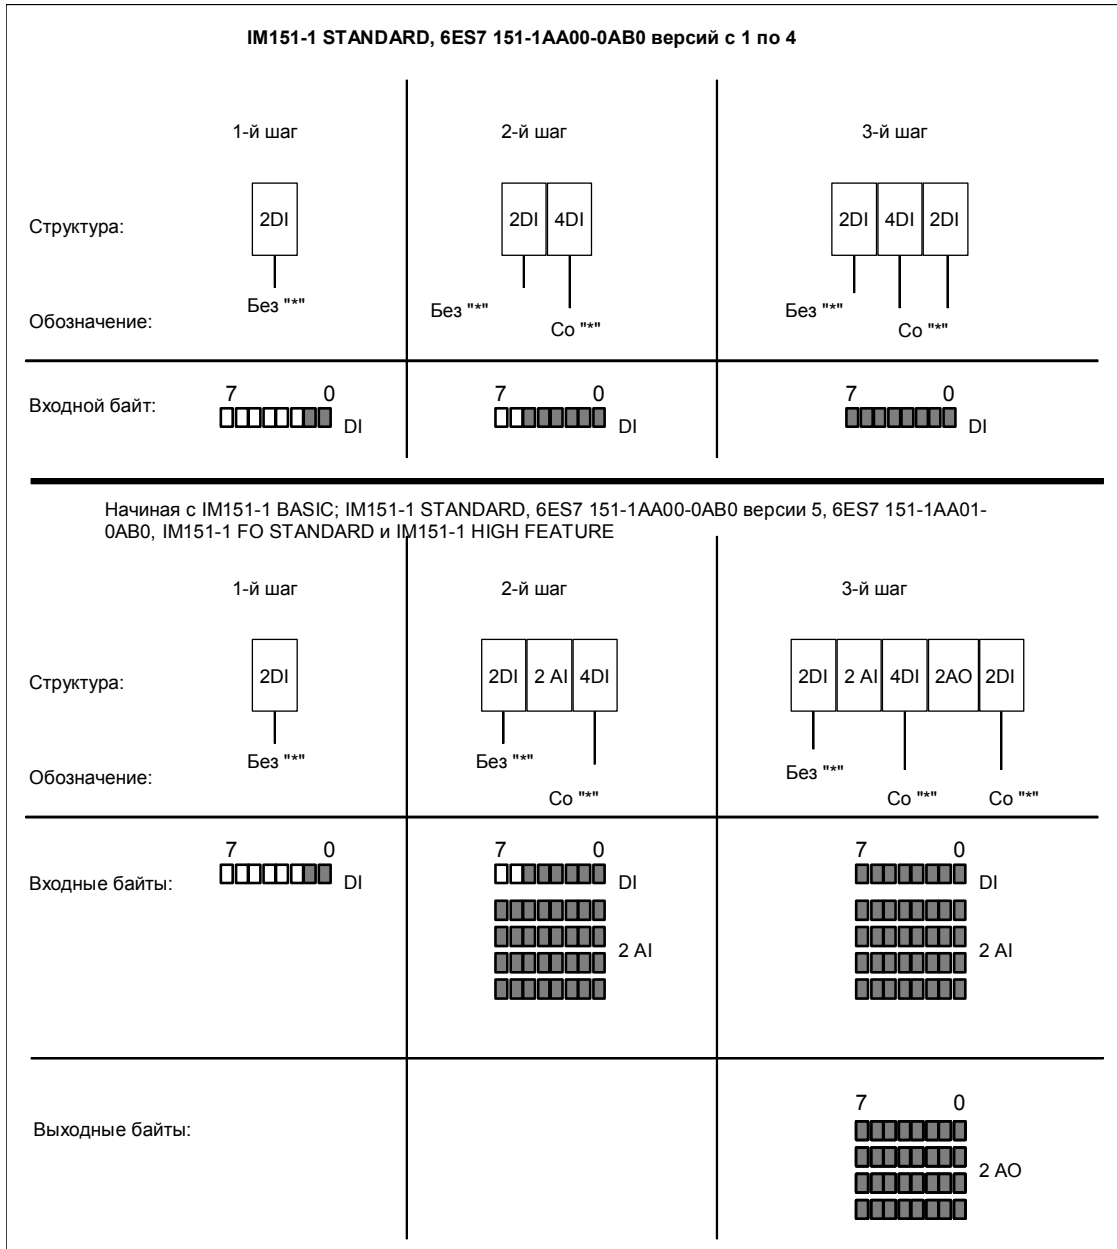 IM151-1 STANDARD, 6ES7 151-1AA00-0AB0 версий с 1 по 4
1-й шаг 2-й шаг 3-й шаг
Структура: 2DI 2DI 4DI 2DI 4DI 2DI
Обозначение: Без "*" Без "*" Со "*" Без "*" Со "*"
7 0 7 0 7 0
Входной байт: DI DI DI
Начиная с IM151-1 BASIC; IM151-1 STANDARD, 6ES7 151-1AA00-0AB0 версии 5, 6ES7 151-1AA01-
0AB0, IM151-1 FO STANDARD и IM151-1 HIGH FEATURE
1-й шаг 2-й шаг 3-й шаг
Структура: 2DI 2DI 2 AI 4DI 2DI 2 AI 4DI 2AO 2DI
Без "*" Без "*" Без "*"
Обозначение: Со "*" Со "*" Со "*"
7 0 7 0 7 0
Входные байты: DI DI DI
2 AI 2 AI
7 0
Выходные байты:
2 AO